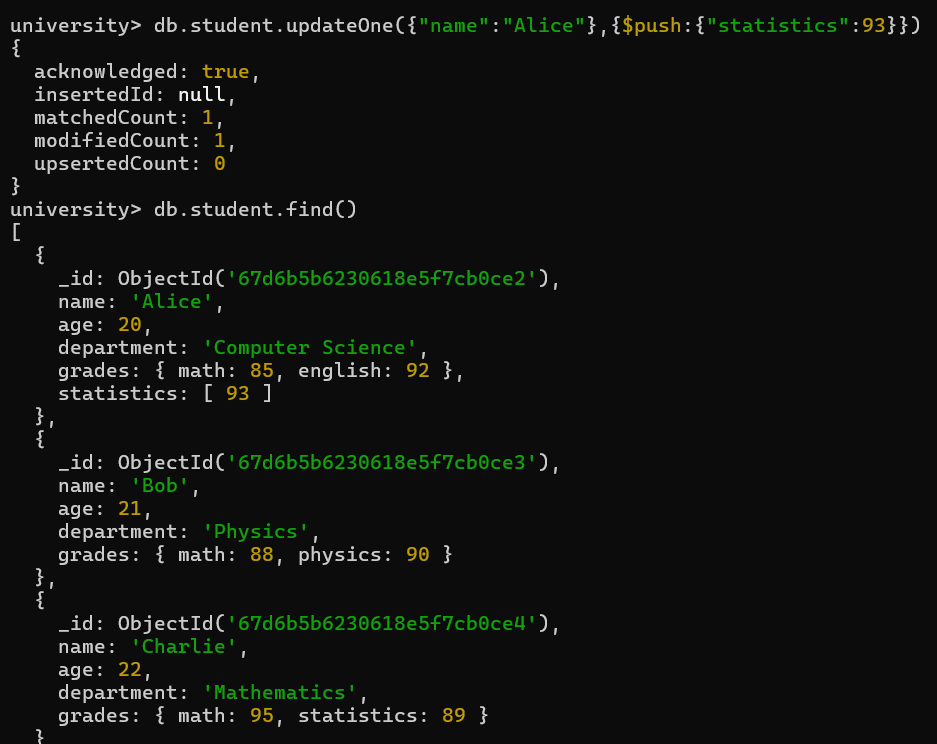 university> db.student.updateOne({"name":"Alice"},{$push:{"statistics":93}})
{
  acknowledged: true,
  insertedId: null,
  matchedCount: 1,
  modifiedCount: 1,
  upsertedCount: 0
}
university> db.student.find()
[
  {
    _id: ObjectId('67d6b5b6230618e5f7cb0ce2'),
    name: 'Alice',
    age: 20,
    department: 'Computer Science',
    grades: { math: 85, english: 92 },
    statistics: [ 93 ]
  },
  {
    _id: ObjectId('67d6b5b6230618e5f7cb0ce3'),
    name: 'Bob',
    age: 21,
    department: 'Physics',
    grades: { math: 88, physics: 90 }
  },
  {
    _id: ObjectId('67d6b5b6230618e5f7cb0ce4'),
    name: 'Charlie',
    age: 22,
    department: 'Mathematics',
    grades: { math: 95, statistics: 89 }
  }